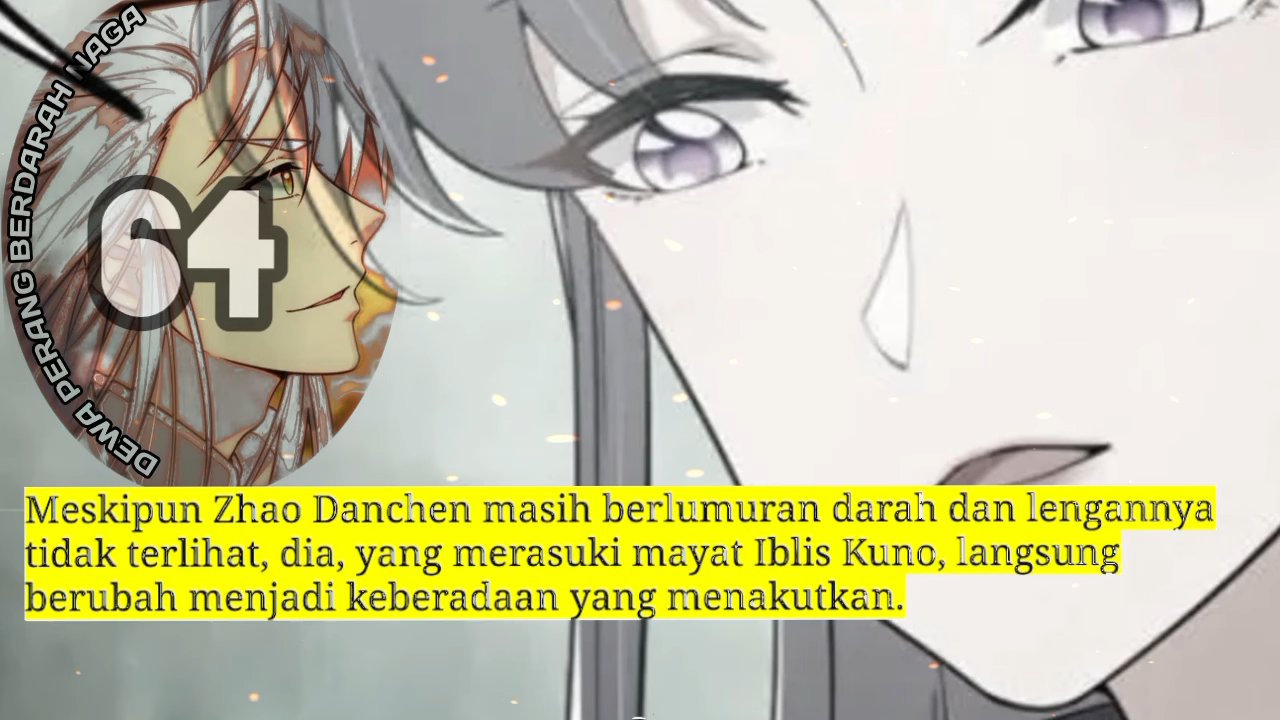 DEWA PERANG BERDARAH NAGA
64
Meskipun Zhao Danchen masih berlumuran darah dan lengannya
tidak terlihat, dia, yang merasuki mayat Iblis Kuno, langsung
berubah menjadi keberadaan yang menakutkan.